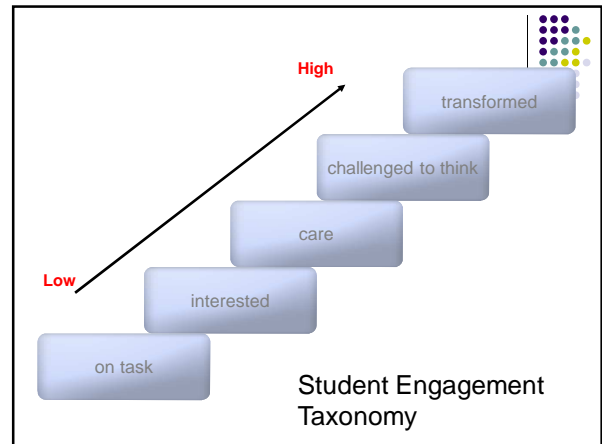 High
transformed
challenged to think
care
Low
interested
on task
Student Engagement
Taxonomy